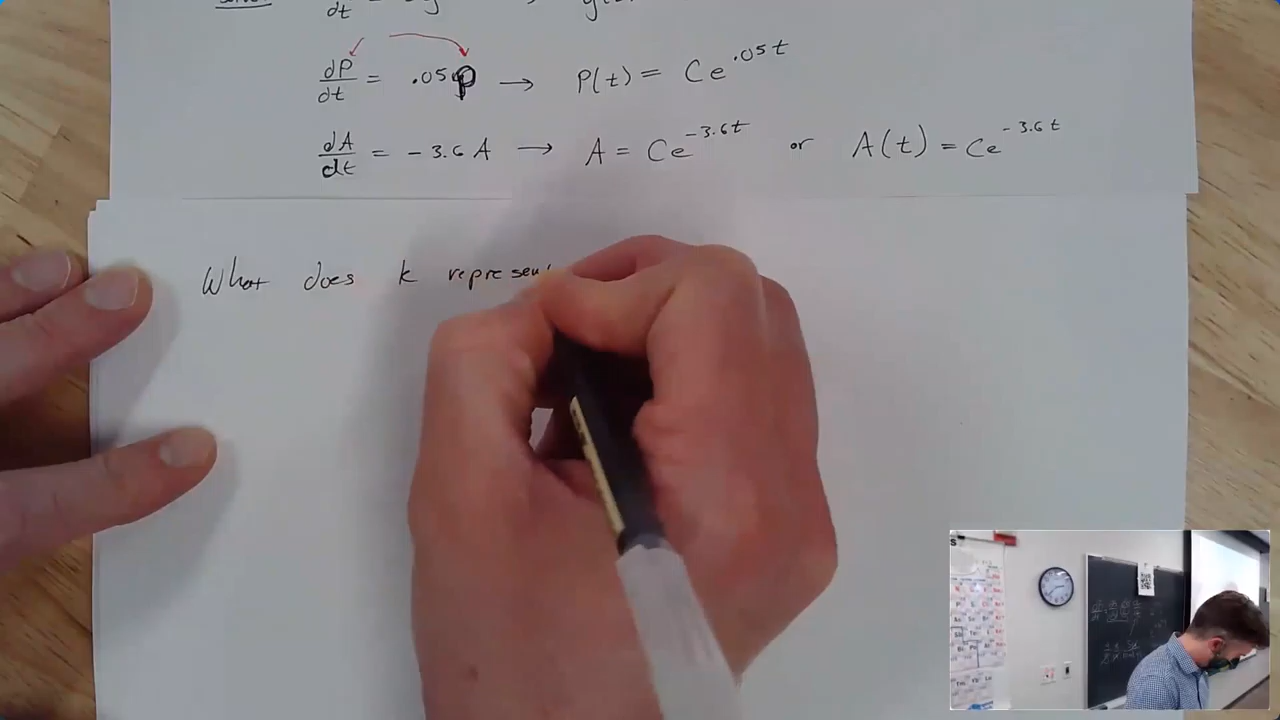 dP/dt = .05P → P(t) = Ce^.05t
dA/dt = -3.6A → A = Ce^-3.6t or A(t) = Ce^-3.6t
What does k represent